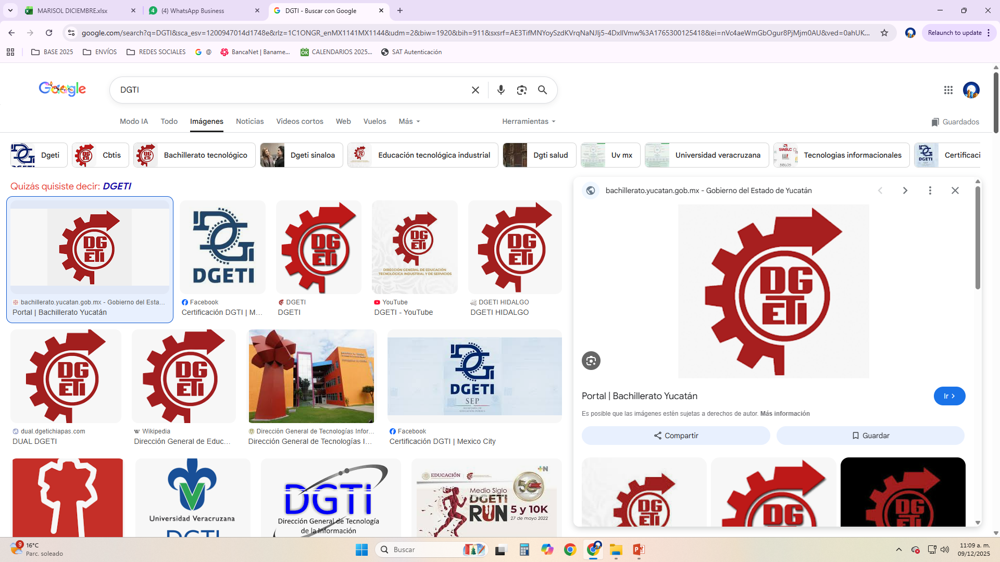 MARISOL DICIEMBRE.xlsx
(4) WhatsApp Business
DGTI - Buscar con Google
google.com/search?q=DGTI&sca_esv=1200947014d1748e&rlz=1C1ONGR_enMX1141MX1144&udm=2&biw=1920&bih=911&sxsrf=AE3TifMNYoySzdKVrqNaNJIj5-4DxlIVmw%3A1765300125418&ei=nVc4aeWmGbOgur8PjMjm0AU&ved=0ahUK...
Relaunch to update
BASE 2025
ENVÍOS
REDES SOCIALES
@
BancaNet | Baname...
CALENDARIOS 2025...
SAT Autenticación
Google
DGTI
Modo IA
Todo
Imágenes
Noticias
Videos cortos
Web
Vuelos
Más
Herramientas
Guardados
Dgeti
Cbtis
Bachillerato tecnológico
Dgeti sinaloa
Educación tecnológica industrial
Dgti salud
Uv mx
Universidad veracruzana
Tecnologias informacionales
Certificaci
Quizás quisiste decir: DGETI
DG
ETI
bachillerato.yucatan.gob.mx - Gobierno del Esta...
Portal | Bachillerato Yucatán
DGETI
Facebook
Certificación DGTI | M...
DG
ETI
DGETI
DGETI
DG
ETI
DIRECCIÓN GENERAL DE EDUCACIÓN
TECNOLÓGICA INDUSTRIAL Y DE SERVICIOS
YouTube
DGETI - YouTube
DG
ETI
DGETI HIDALGO
DGETI HIDALGO
DG
ETI
dual.dgetichiapas.com
DUAL DGETI
DG
ETI
Wikipedia
Dirección General de Educ...
Dirección General de Tecnologías Infor...
Dirección General de Tecnologías I...
DGETI
SEP
SECRETARÍA DE
EDUCACIÓN PÚBLICA
Facebook
Certificación DGTI | Mexico City
Universidad Veracruzana
DGTI
DGTI
Dirección General de Tecnología
de la Información
EDUCACIÓN
Medio Siglo
DGETI
RUN
5 y 10K
27 de mayo 2022
50
+N
bachillerato.yucatan.gob.mx - Gobierno del Estado de Yucatán
DG
ETI
Portal | Bachillerato Yucatán
Ir
Es posible que las imágenes estén sujetas a derechos de autor. Más información
Compartir
Guardar
DG
ETI
DG
DG
ETI
9
16°C
Parc. soleado
Buscar
11:09 a. m.
09/12/2025